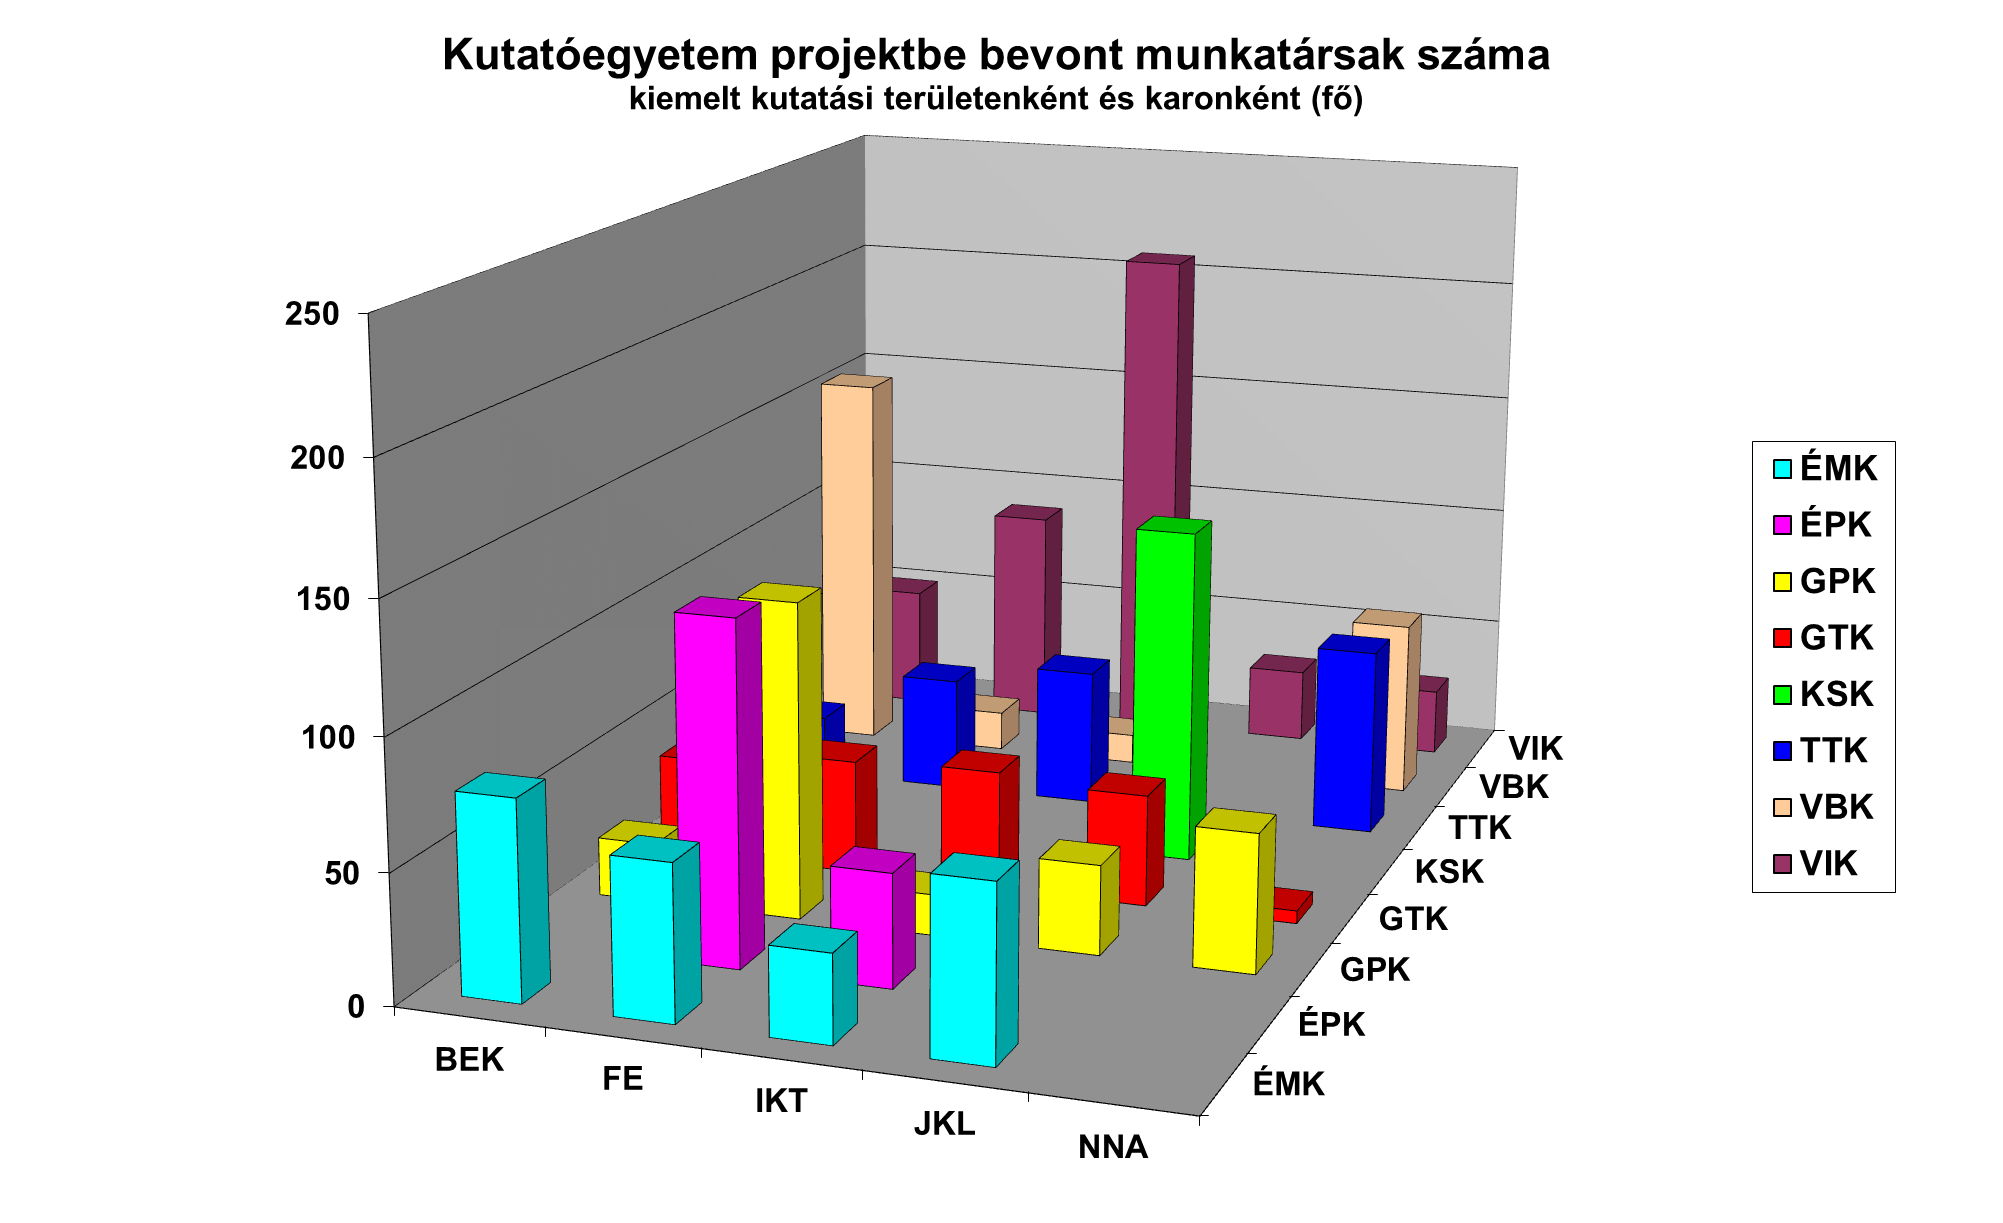 Kutatóegyetem projektbe bevont munkatársak száma
kiemelt kutatási területenként és karonként (fő)
250
200
150
100
50
0
BEK
FE
IKT
JKL
NNA
ÉMK
ÉPK
GPK
GTK
KSK
TTK
VBK
VIK
ÉMK
ÉPK
GPK
GTK
KSK
TTK
VBK
VIK